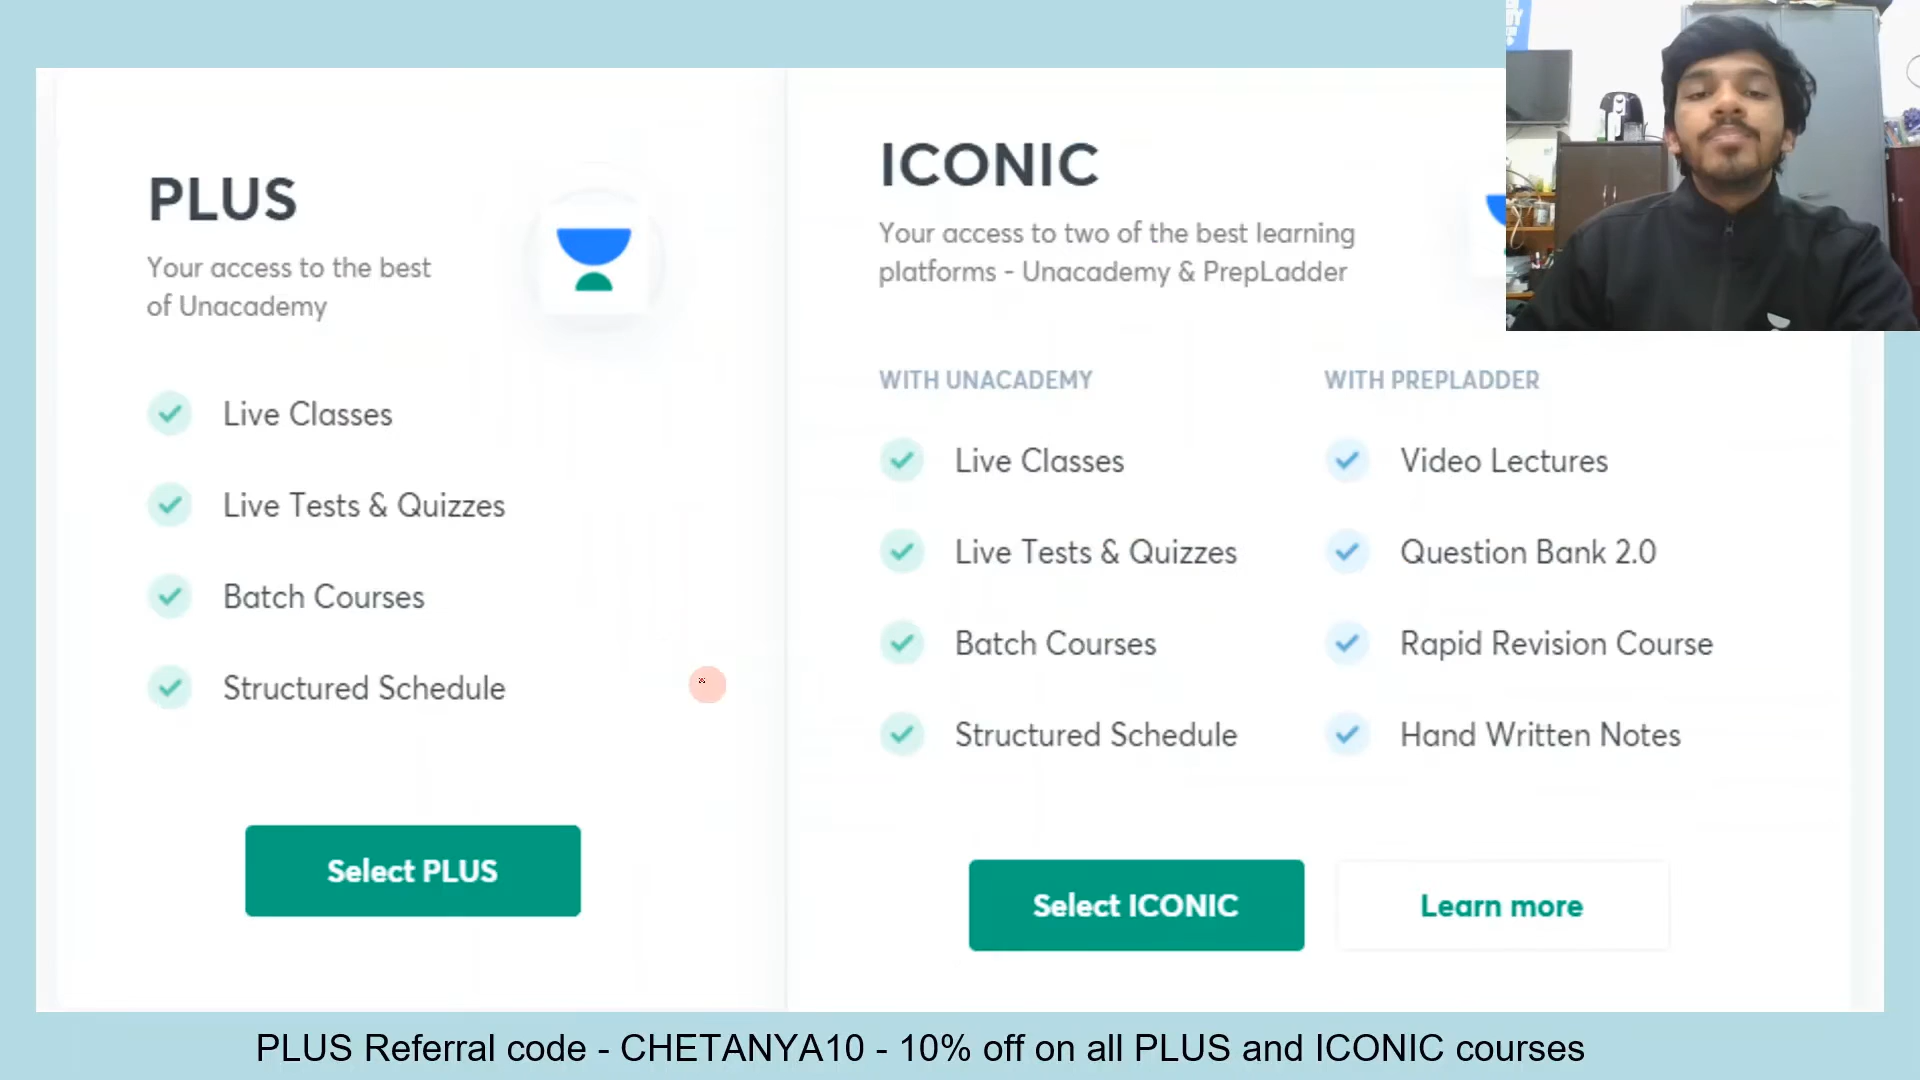 PLUS
Your access to the best
of Unacademy
Live Classes
Live Tests & Quizzes
Batch Courses
Structured Schedule
Select PLUS
ICONIC
Your access to two of the best learning
platforms - Unacademy & PrepLadder
WITH UNACADEMY
Live Classes
Live Tests & Quizzes
Batch Courses
Structured Schedule
WITH PREPLADDER
Video Lectures
Question Bank 2.0
Rapid Revision Course
Hand Written Notes
Select ICONIC
Learn more
PLUS Referral code - CHETANYA10 - 10% off on all PLUS and ICONIC courses